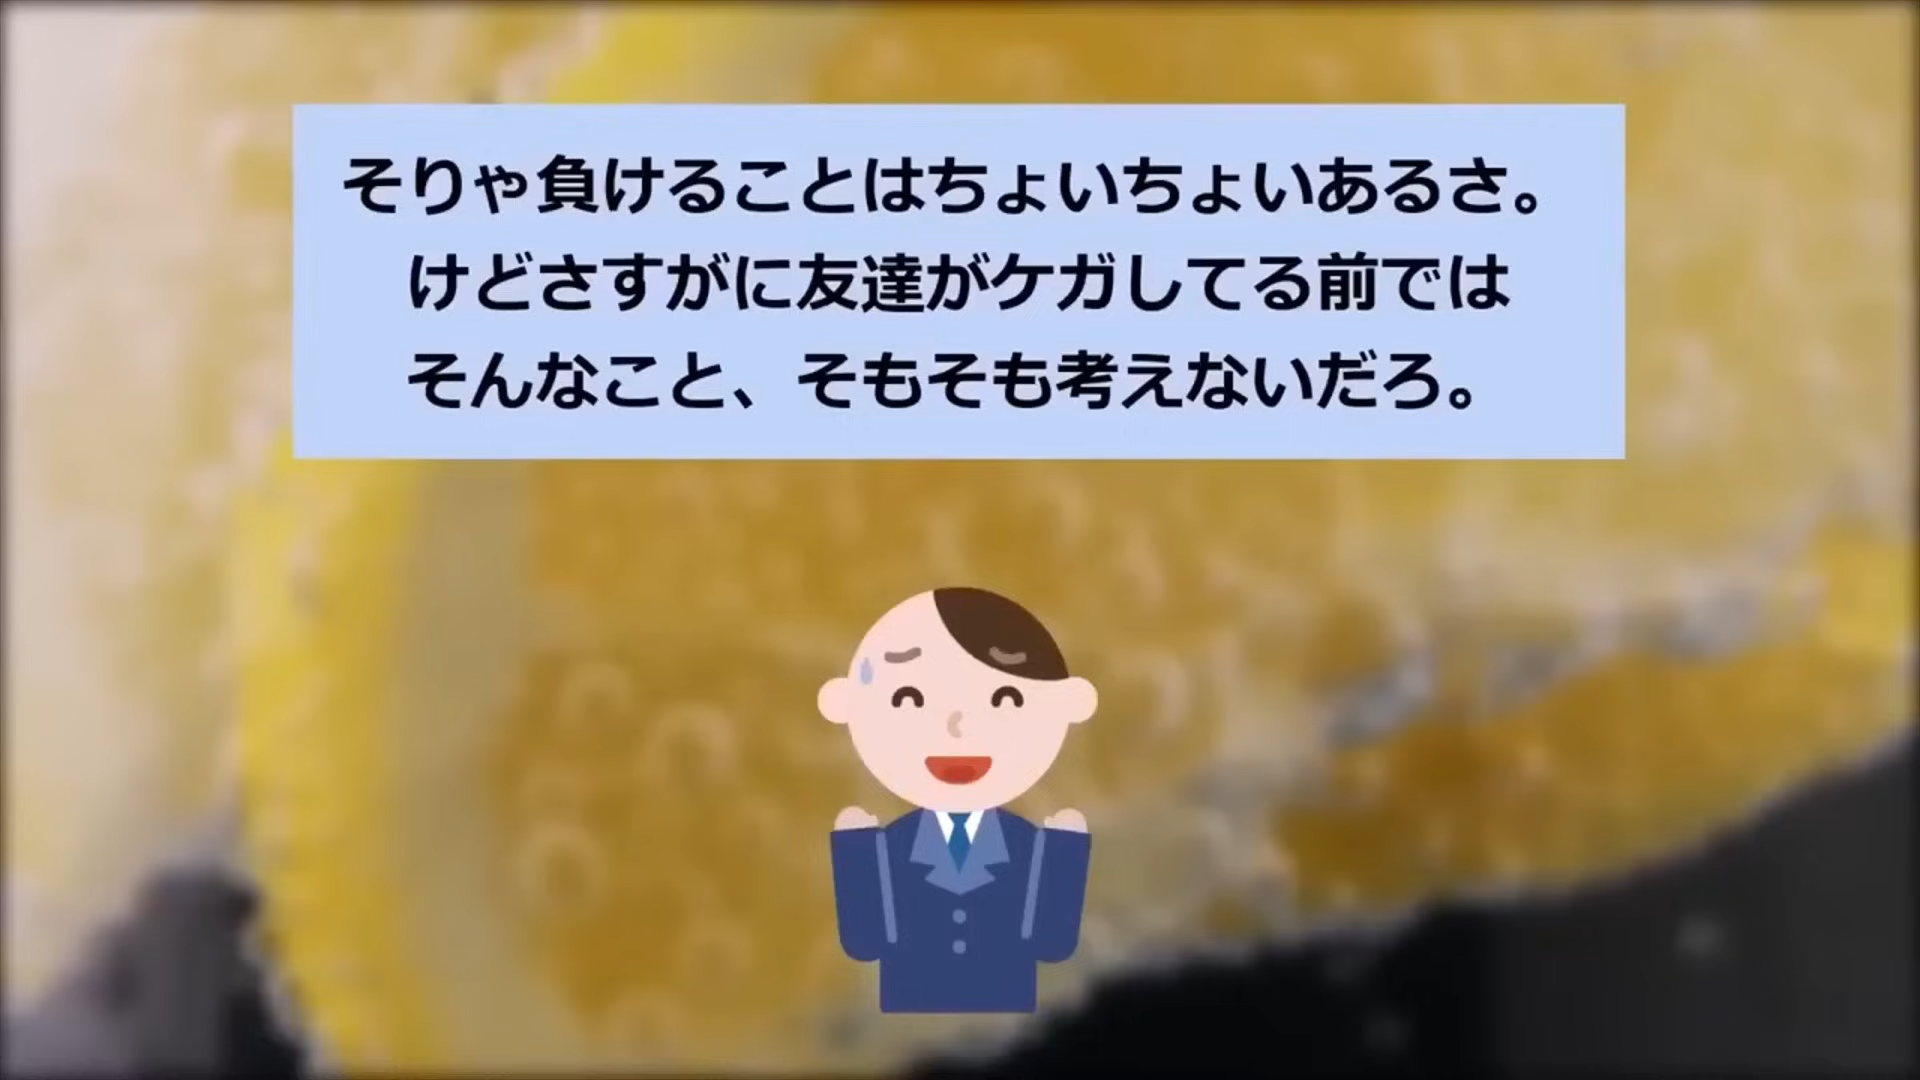 そりゃ負けることはちょいちょいあるさ。
けどさすがに友達がケガしてる前では
そんなこと、そもそも考えないだろ。